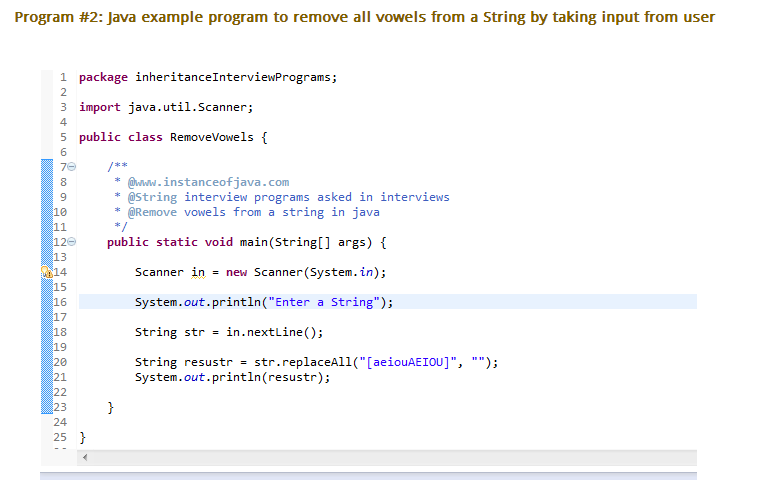 Program #2: Java example program to remove all vowels from a String by taking input from user
1 package inheritanceInterviewPrograms;
2
3 import java.util.Scanner;
4
5 public class RemoveVowels {
6
7 /**
8 * @www.instanceofjava.com
9 * @String interview programs asked in interviews
10 * @Remove vowels from a string in java
11 */
12 public static void main(String[] args) {
13
14 Scanner in = new Scanner(System.in);
15
16 System.out.println("Enter a String");
17
18 String str = in.nextLine();
19
20 String resustr = str.replaceAll("[aeiouAEIOU]", "");
21 System.out.println(resustr);
22
23 }
24
25 }